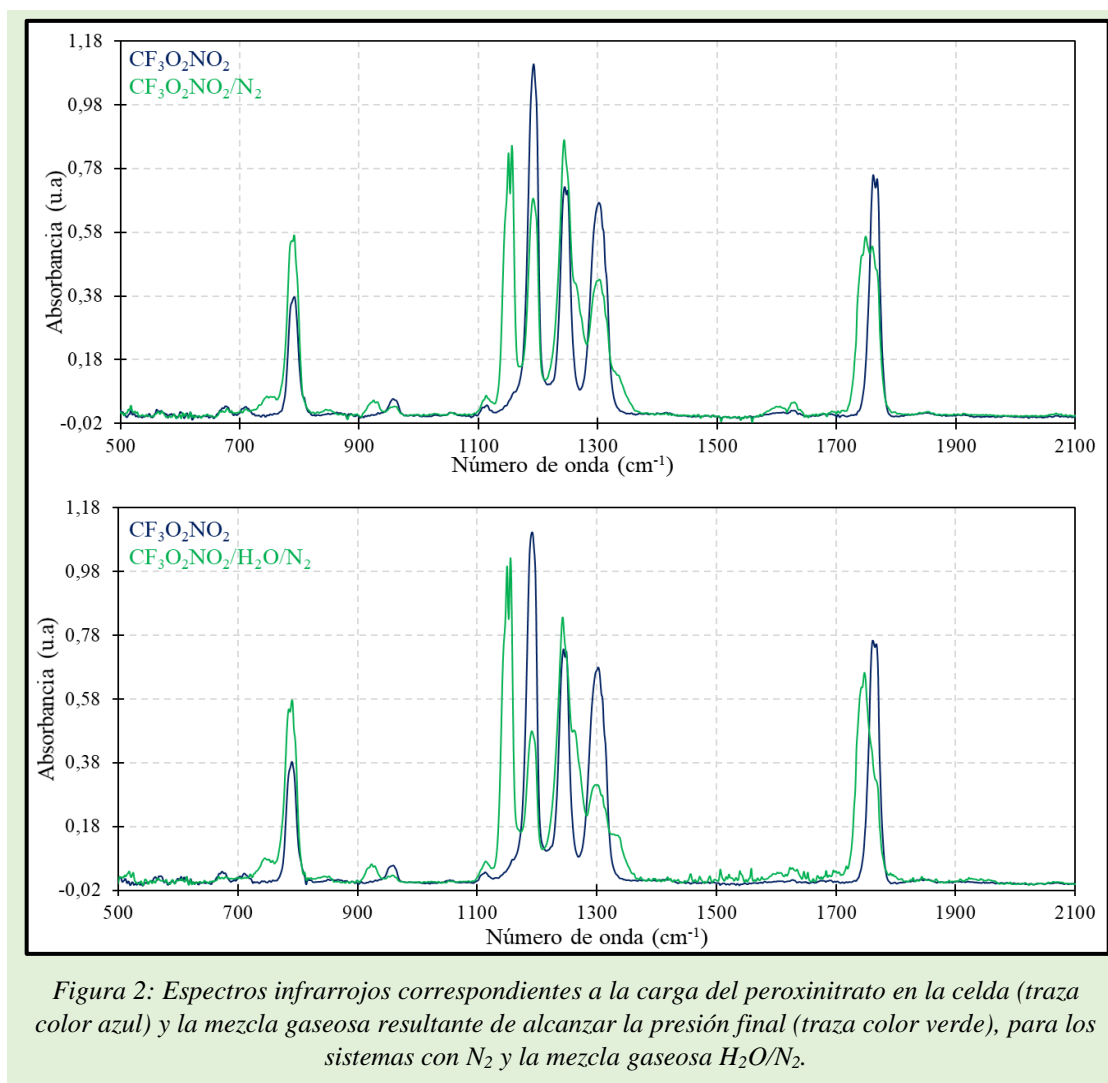 1,18
CF₃O₂NO₂
CF₃O₂NO₂/N₂
0,98
0,78
0,58
0,38
0,18
-0,02
Absorbancia (u.a)
500 700 900 1100 1300 1500 1700 1900 2100
Número de onda (cm⁻¹)
1,18
CF₃O₂NO₂
CF₃O₂NO₂/H₂O/N₂
0,98
0,78
0,58
0,38
0,18
-0,02
Absorbancia (u.a)
500 700 900 1100 1300 1500 1700 1900 2100
Número de onda (cm⁻¹)
Figura 2: Espectros infrarrojos correspondientes a la carga del peroxinitrato en la celda (traza
color azul) y la mezcla gaseosa resultante de alcanzar la presión final (traza color verde), para los
sistemas con N₂ y la mezcla gaseosa H₂O/N₂.